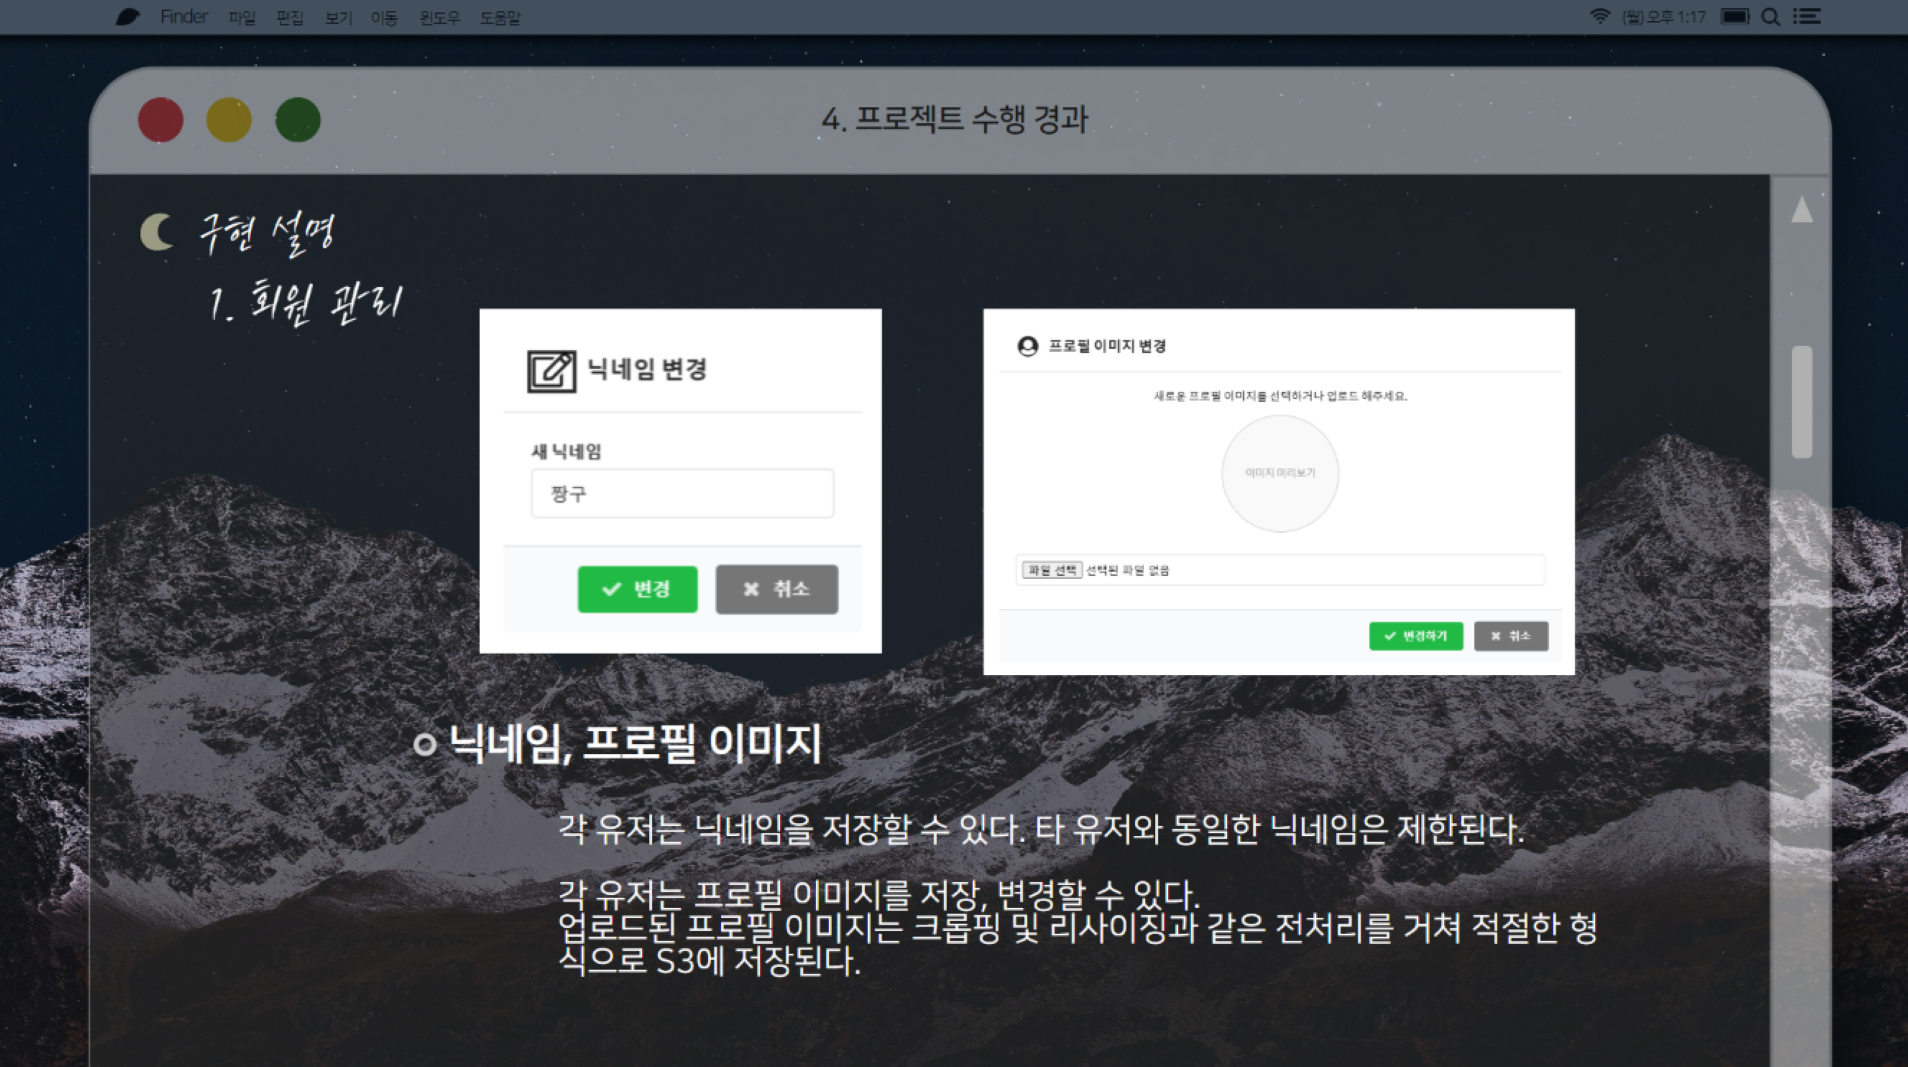 Finder 파일 편집 보기 이동 윈도우 도움말 (월) 오후 1:17
4. 프로젝트 수행 경과
구현 설명
1. 회원 관리
닉네임 변경
새 닉네임
짱구
변경 취소
프로필 이미지 변경
새로운 프로필 이미지를 선택하거나 업로드 해주세요.
이미지 미리보기
파일 선택 선택된 파일 없음
변경하기 취소
닉네임, 프로필 이미지
각 유저는 닉네임을 저장할 수 있다. 타 유저와 동일한 닉네임은 제한된다.
각 유저는 프로필 이미지를 저장, 변경할 수 있다.
업로드된 프로필 이미지는 크롭핑 및 리사이징과 같은 전처리를 거쳐 적절한 형
식으로 S3에 저장된다.